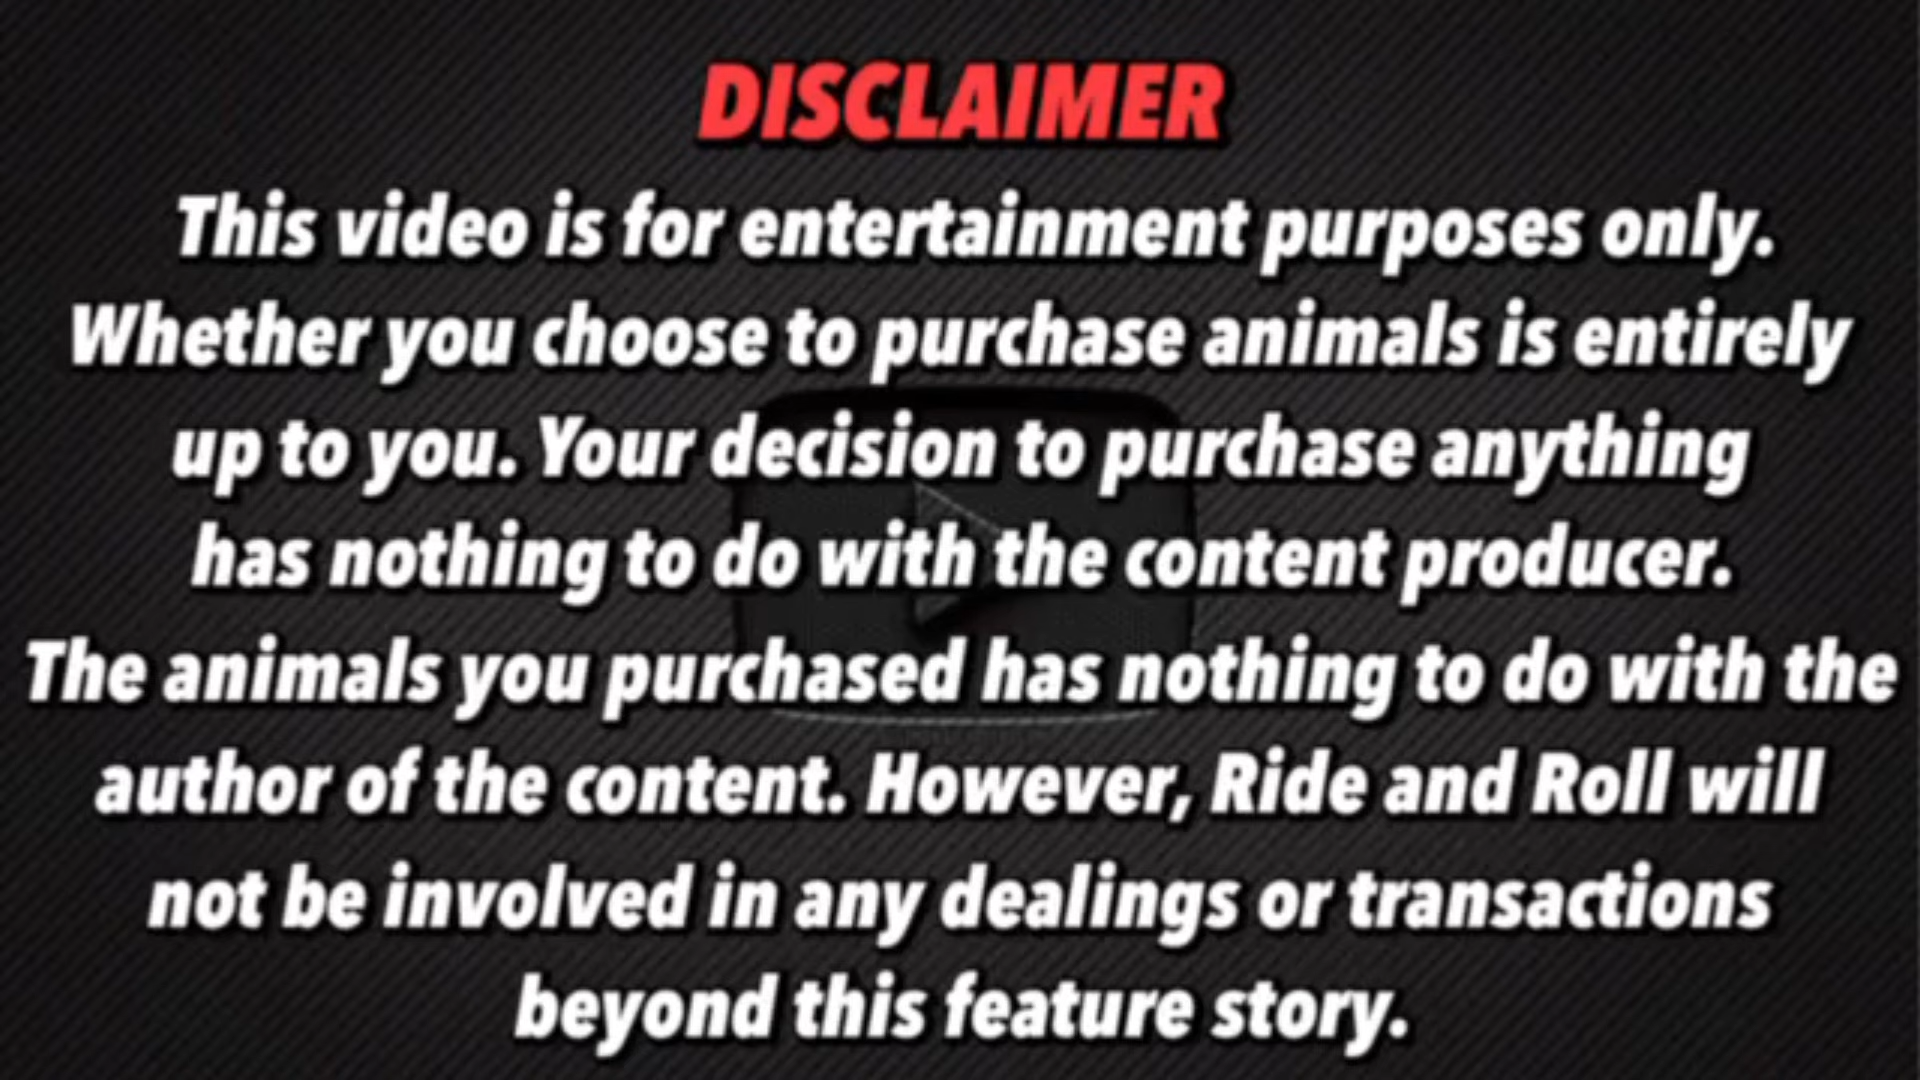 DISCLAIMER
This video is for entertainment purposes only.
Whether you choose to purchase animals is entirely
up to you. Your decision to purchase anything
has nothing to do with the content producer.
The animals you purchased has nothing to do with the
author of the content. However, Ride and Roll will
not be involved in any dealings or transactions
beyond this feature story.